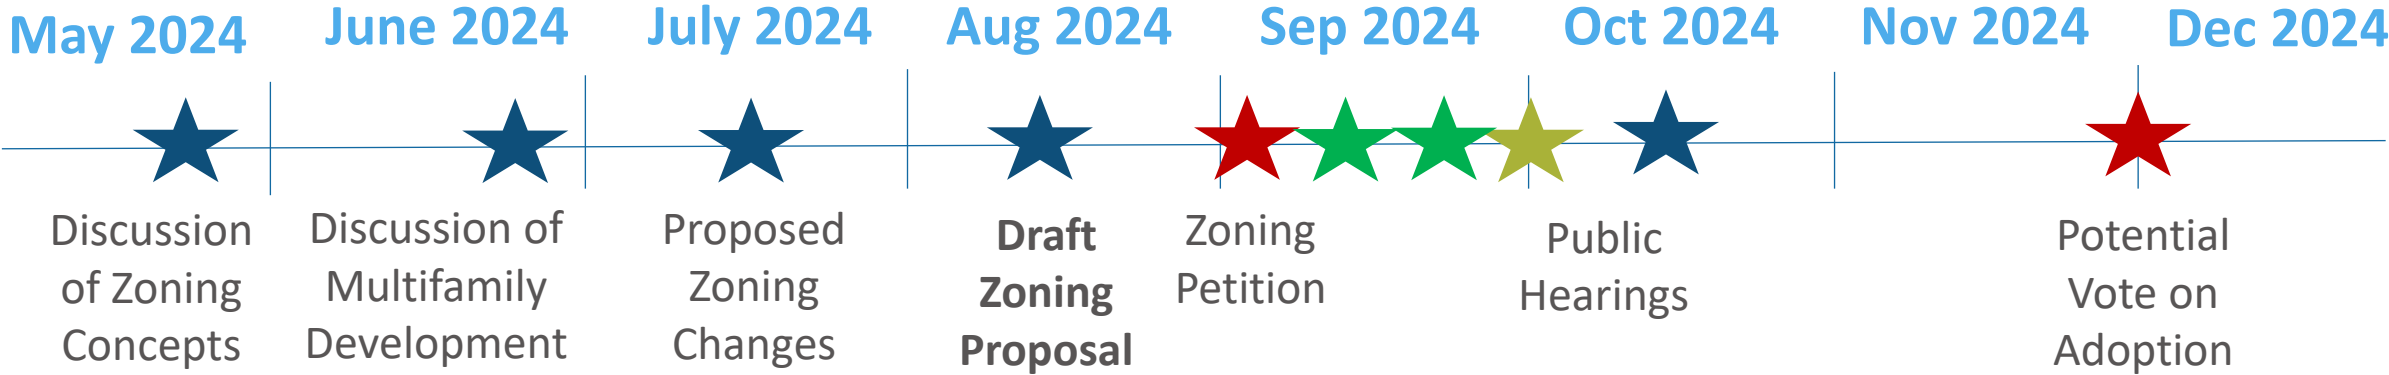 May 2024
June 2024
July 2024
Aug 2024
Sep 2024
Oct 2024
Nov 2024
Dec 2024
Discussion
of Zoning
Concepts
Discussion of
Multifamily
Development
Proposed
Zoning
Changes
Draft
Zoning
Proposal
Zoning
Petition
Public
Hearings
Potential
Vote on
Adoption